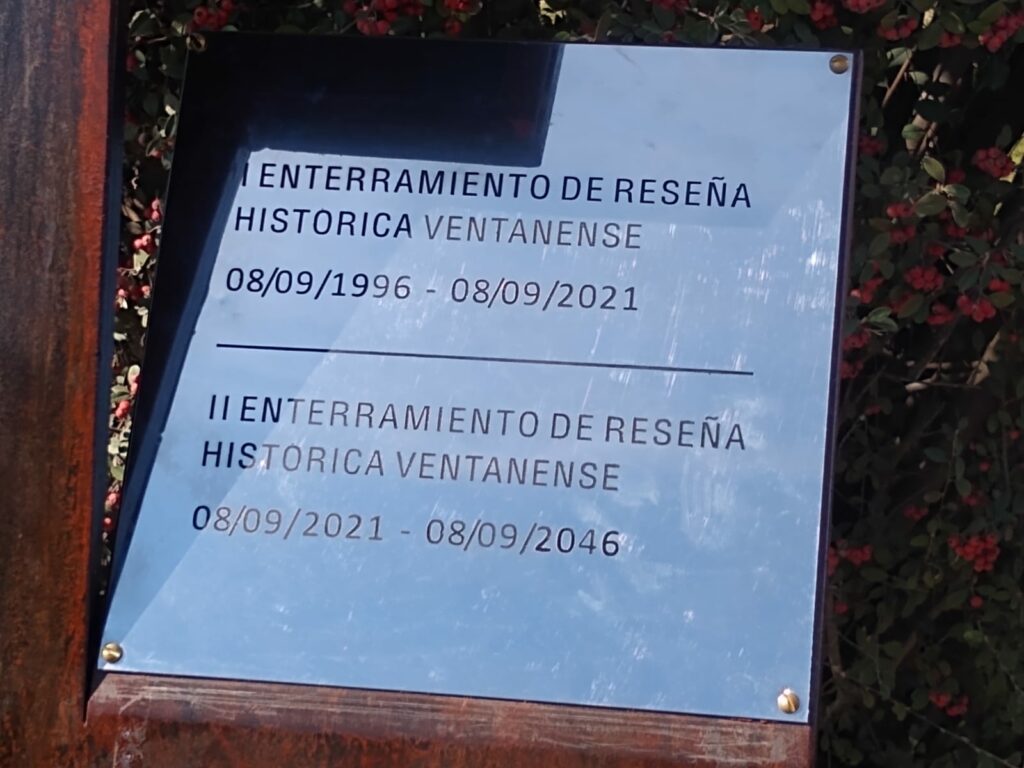 I ENTERRAMIENTO DE RESEÑA
HISTORICA VENTANENSE
08/09/1996 - 08/09/2021
II ENTERRAMIENTO DE RESEÑA
HISTORICA VENTANENSE
08/09/2021 - 08/09/2046